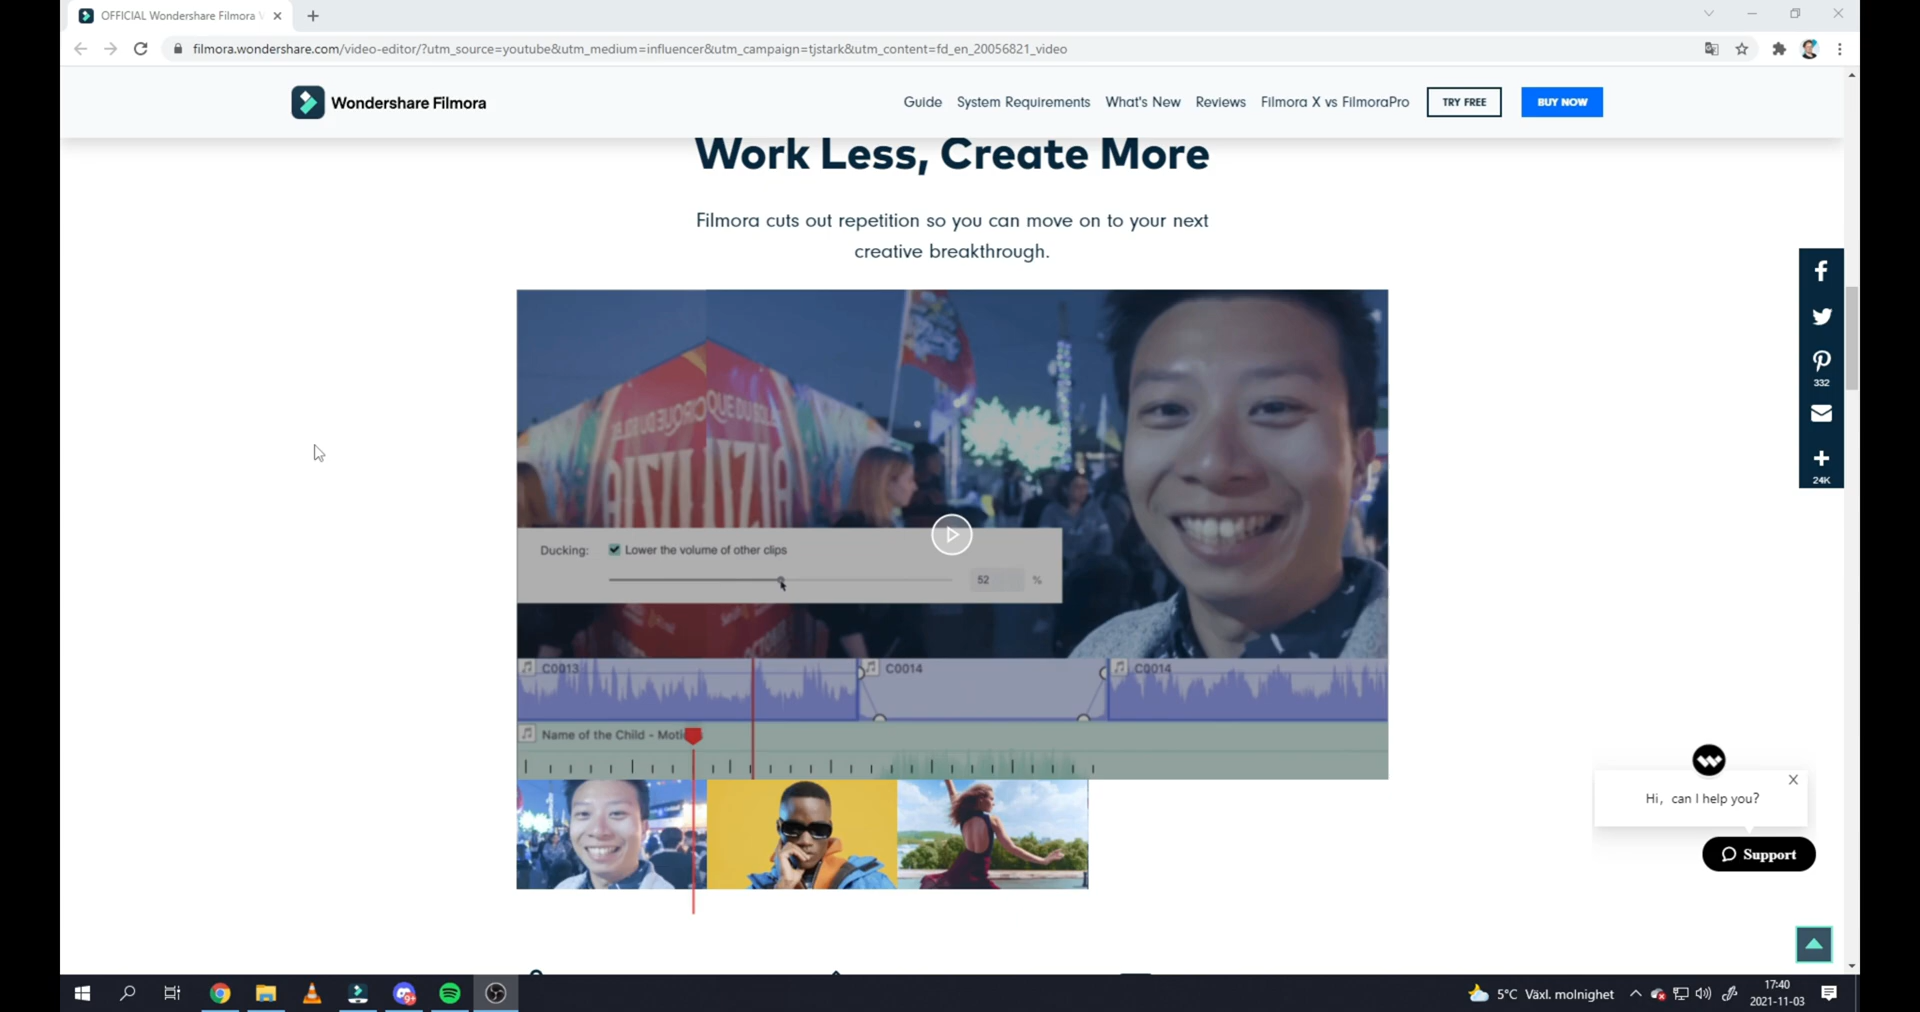 OFFICIAL Wondershare Filmora
filmora.wondershare.com/video-editor/?utm_source=youtube&utm_medium=influencer&utm_campaign=tjstark&utm_content=fd_en_20056821_video
Wondershare Filmora
Guide
System Requirements
What's New
Reviews
Filmora X vs FilmoraPro
TRY FREE
BUY NOW
Work Less, Create More
Filmora cuts out repetition so you can move on to your next
creative breakthrough.
332
24K
Ducking:
Lower the volume of other clips
52 %
C0013
C0014
C0014
Name of the Child - Moti
Hi, can I help you?
Support
9+
5°C Växl. molnighet
17:40
2021-11-03